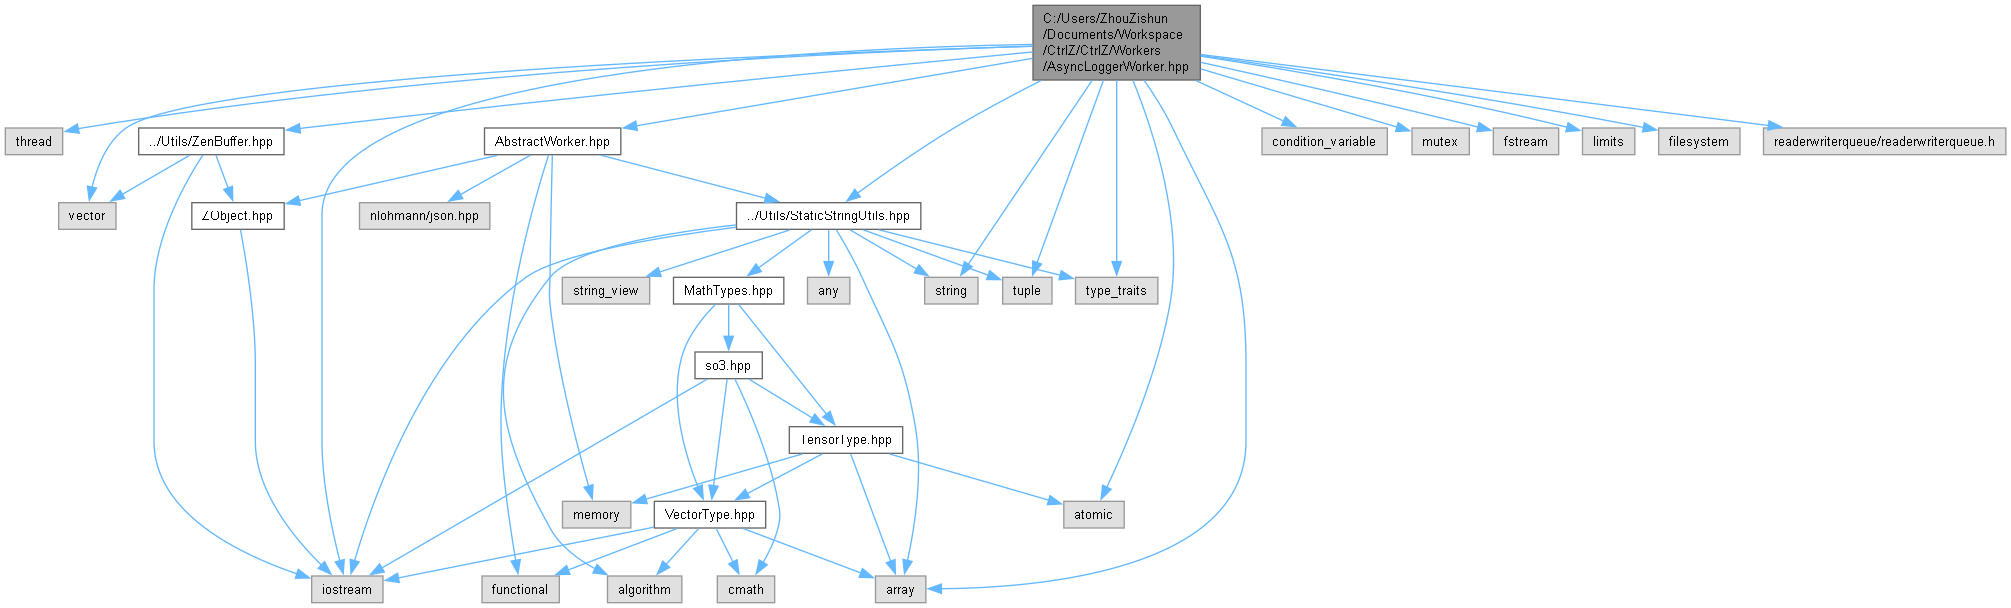 C:/Users/ZhouZishun
/Documents/Workspace
/CtrlZ/CtrlZ/Workers
/AsyncLoggerWorker.hpp
thread
../Utils/ZenBuffer.hpp
AbstractWorker.hpp
condition_variable
mutex
fstream
limits
filesystem
readerwriterqueue/readerwriterqueue.h
vector
ZObject.hpp
nlohmann/json.hpp
../Utils/StaticStringUtils.hpp
string_view
MathTypes.hpp
any
string
tuple
type_traits
so3.hpp
TensorType.hpp
memory
VectorType.hpp
atomic
iostream
functional
algorithm
cmath
array